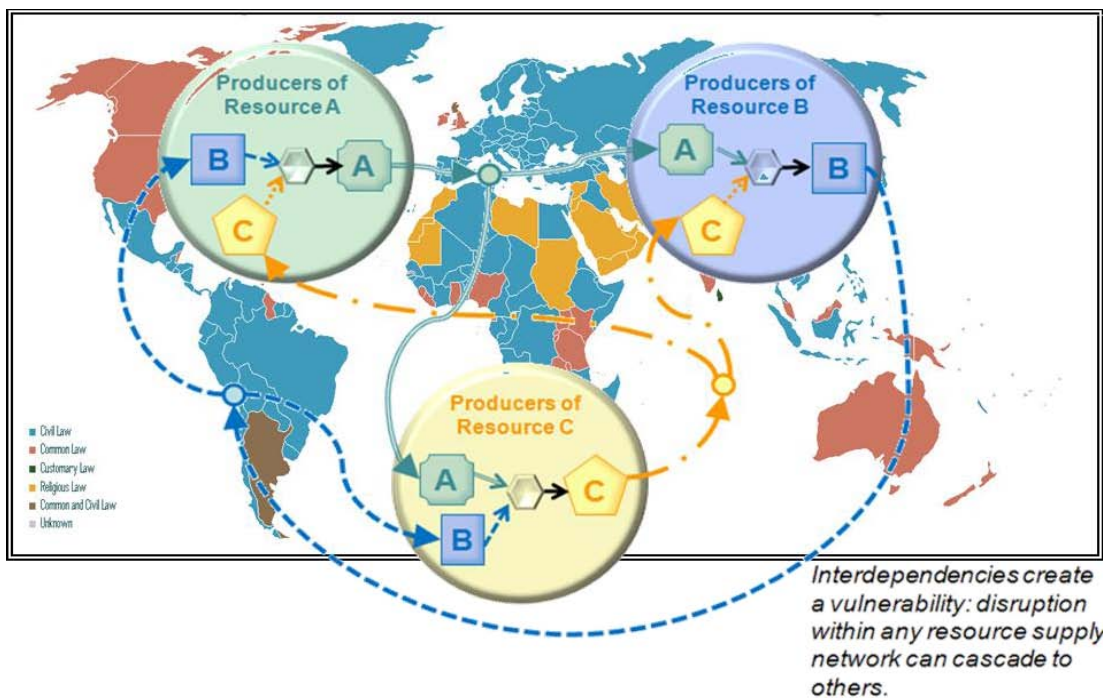 Producers of
Resource A
B
A
C
Producers of
Resource B
A
B
C
Producers of
Resource C
A
C
B
Civil Law
Common Law
Customary Law
Religious Law
Common and Civil Law
Unknown
Interdependencies create
a vulnerability: disruption
within any resource supply
network can cascade to
others.